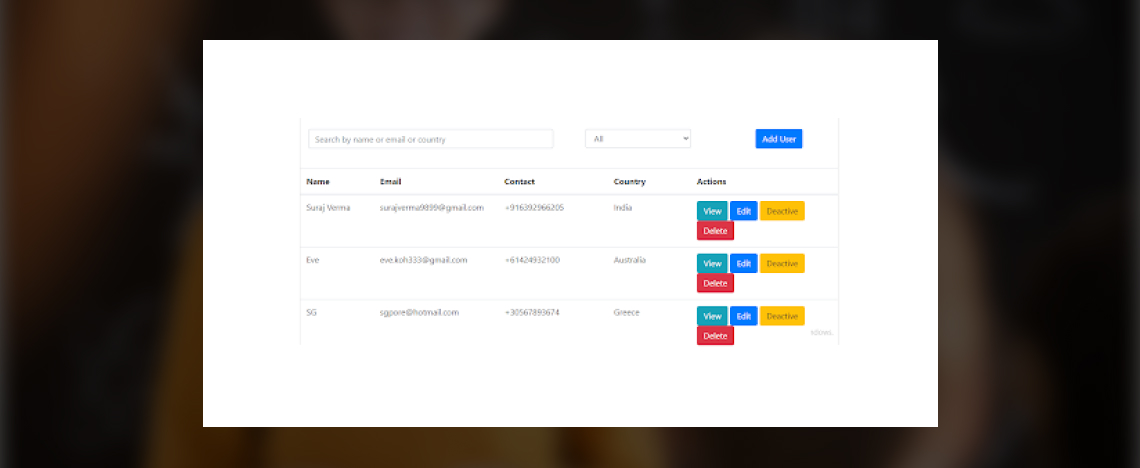 Search by name or email or country All Add User
Name Email Contact Country Actions
Suraj Verma surajverma9899@gmail.com +916392966205 India View Edit Deactive
Delete
Eve eve.koh333@gmail.com +61424932100 Australia View Edit Deactive
Delete
SG sgpore@hotmail.com +30567893674 Greece View Edit Deactive
Delete